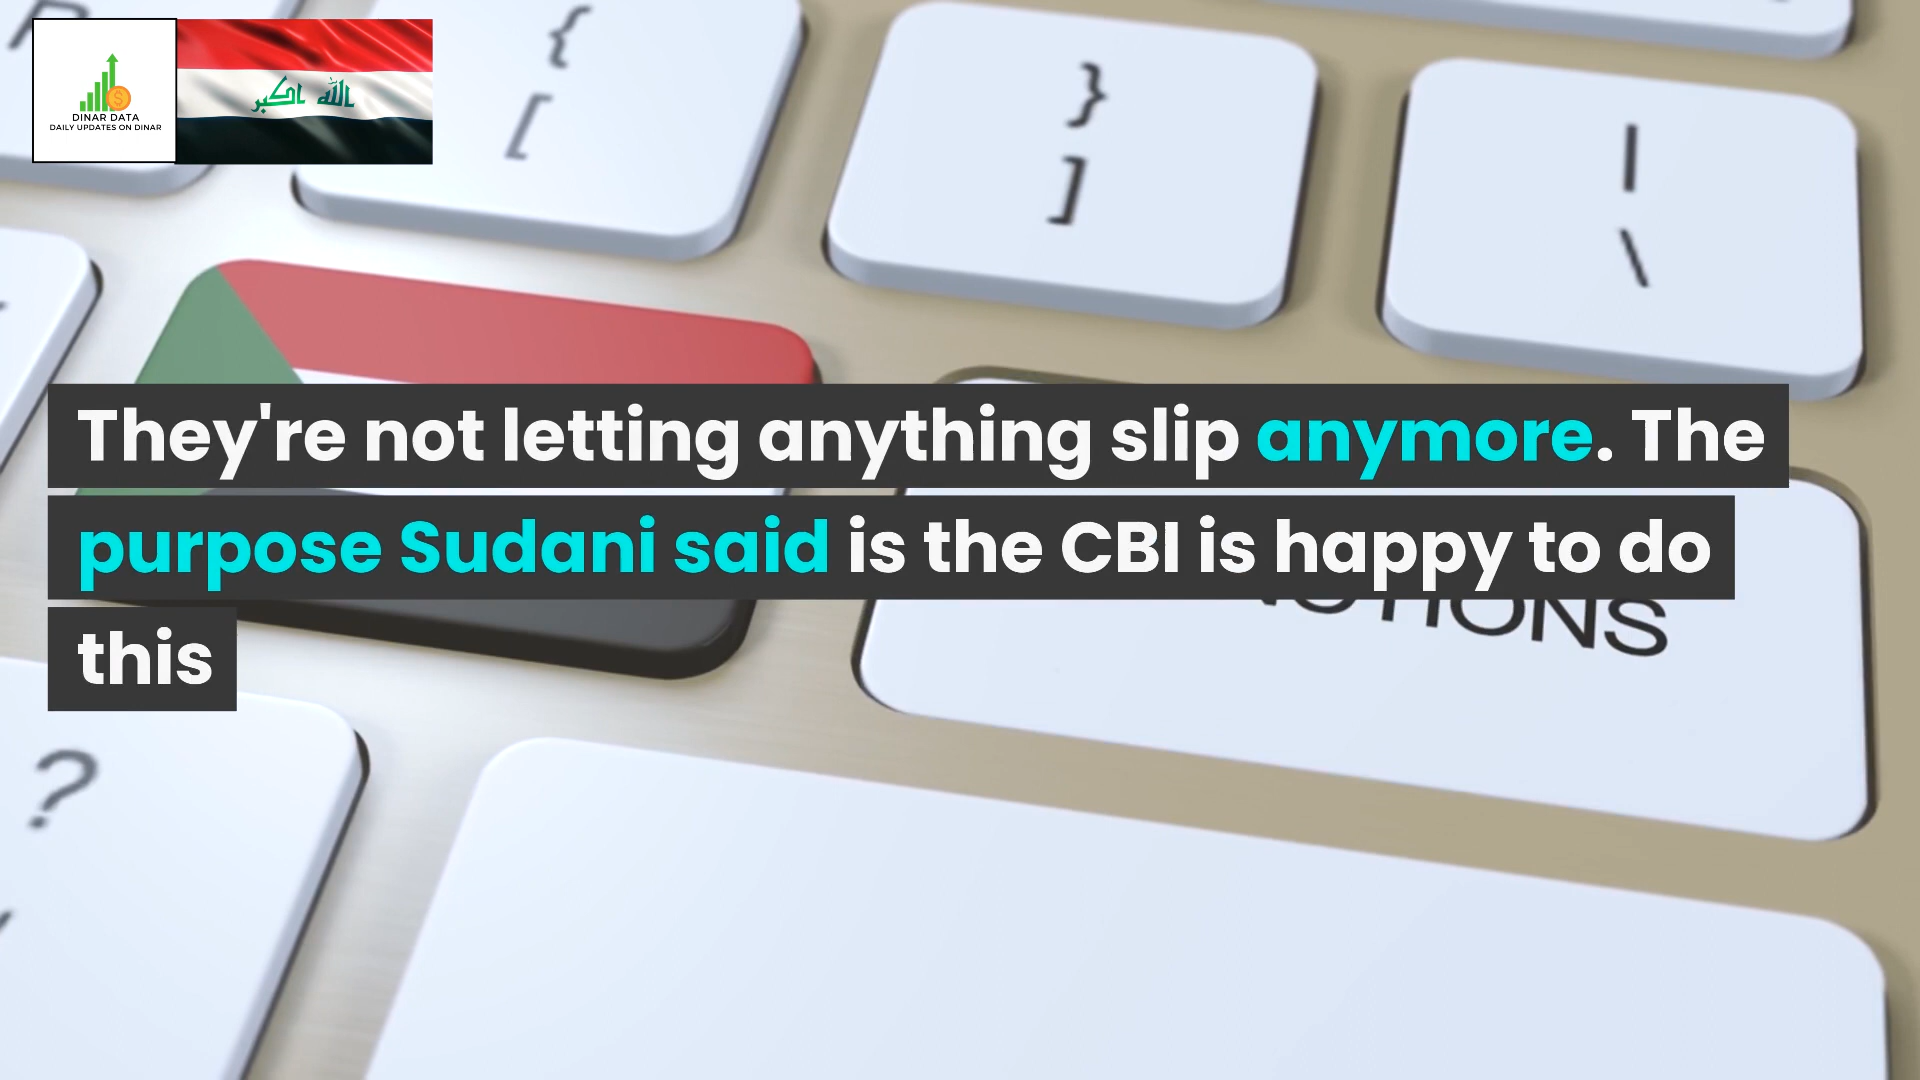 DINAR DATA
DAILY UPDATES ON DINAR
الله اكبر
{
[
}
]
|
\
They're not letting anything slip anymore. The
purpose Sudani said is the CBI is happy to do
this
?